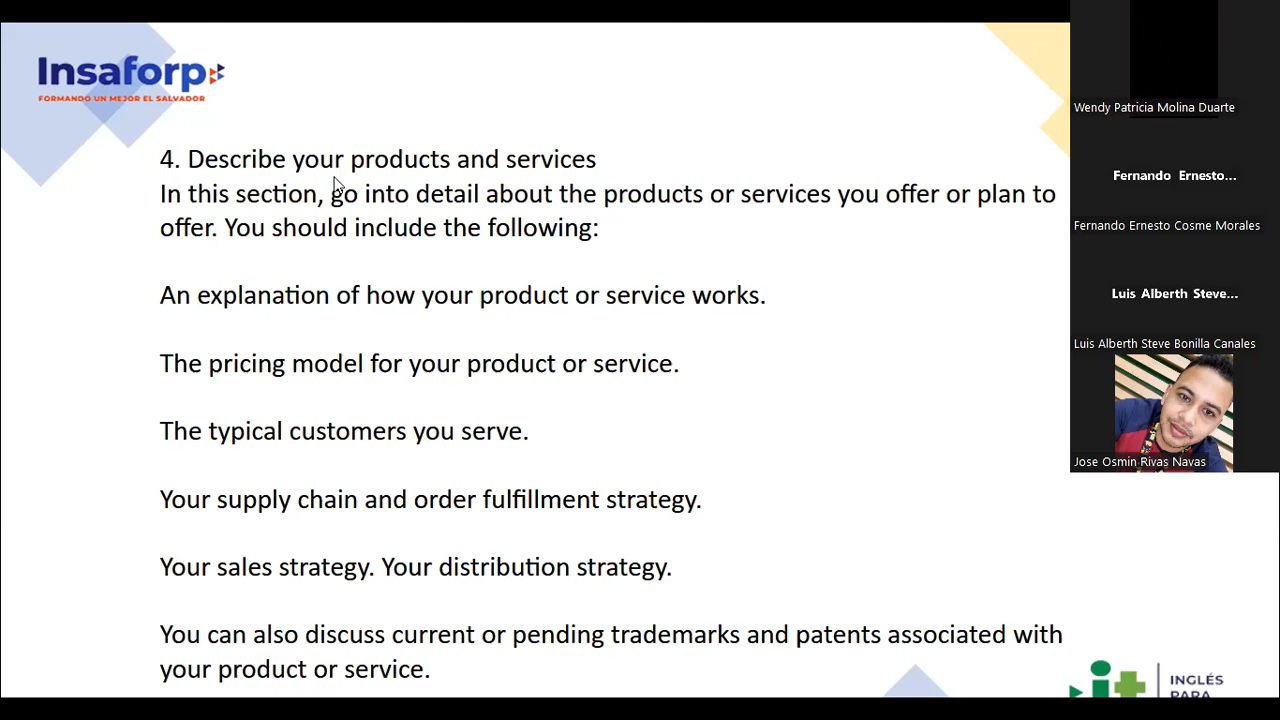 Insaforp
FORMANDO UN MEJOR EL SALVADOR
4. Describe your products and services
In this section, go into detail about the products or services you offer or plan to
offer. You should include the following:
An explanation of how your product or service works.
The pricing model for your product or service.
The typical customers you serve.
Your supply chain and order fulfillment strategy.
Your sales strategy. Your distribution strategy.
You can also discuss current or pending trademarks and patents associated with
your product or service.
Wendy Patricia Molina Duarte
Fernando Ernesto...
Fernando Ernesto Cosme Morales
Luis Alberth Steve...
Luis Alberth Steve Bonilla Canales
Jose Osmin Rivas Navas
INGLÉS
PARA